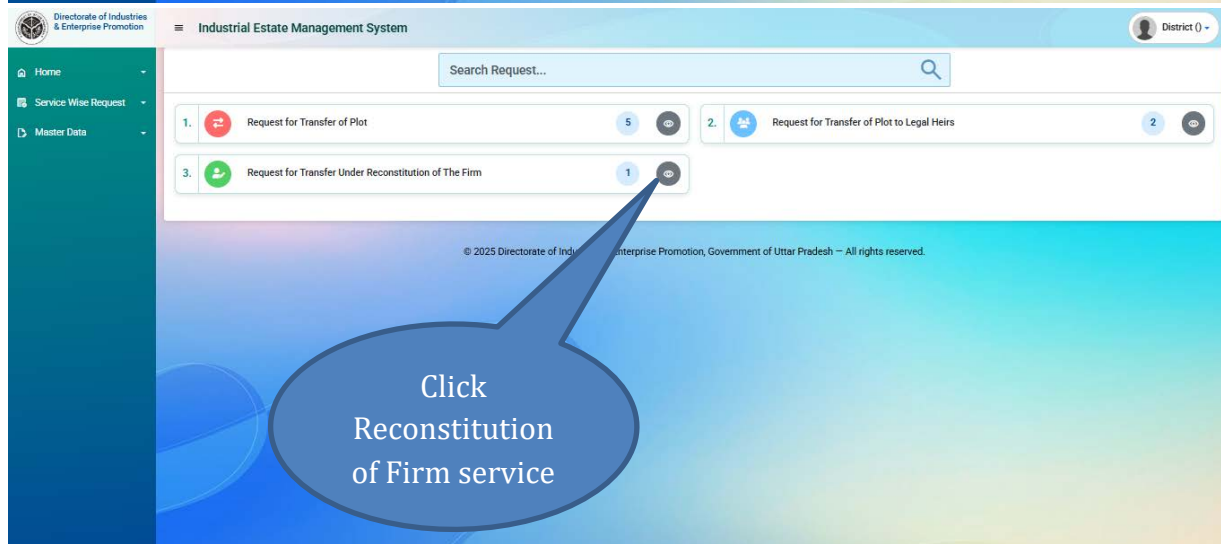 Directorate of Industries
& Enterprise Promotion
Industrial Estate Management System
District ()
Home
Service Wise Request
Master Data
Search Request...
1. Request for Transfer of Plot 5
2. Request for Transfer of Plot to Legal Heirs 2
3. Request for Transfer Under Reconstitution of The Firm 1
© 2025 Directorate of Indu nterprise Promotion, Government of Uttar Pradesh — All rights reserved.
Click
Reconstitution
of Firm service